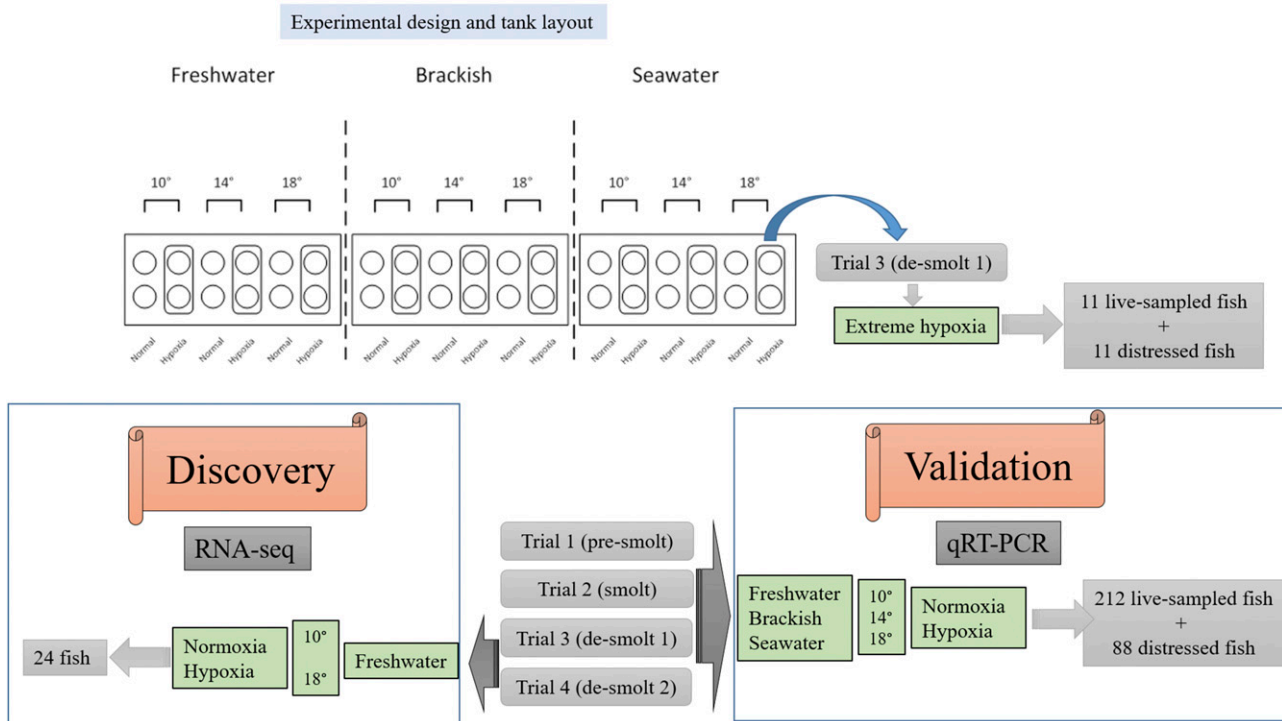 Experimental design and tank layout
Freshwater
Brackish
Seawater
10°
14°
18°
10°
14°
18°
10°
14°
18°
Normal
Hypoxia
Normal
Hypoxia
Normal
Hypoxia
Normal
Hypoxia
Normal
Hypoxia
Normal
Hypoxia
Normal
Hypoxia
Normal
Hypoxia
Normal
Hypoxia
Trial 3 (de-smolt 1)
Extreme hypoxia
11 live-sampled fish
+
11 distressed fish
Discovery
RNA-seq
24 fish
Normoxia
Hypoxia
10°
18°
Freshwater
Trial 1 (pre-smolt)
Trial 2 (smolt)
Trial 3 (de-smolt 1)
Trial 4 (de-smolt 2)
Validation
qRT-PCR
Freshwater
Brackish
Seawater
10°
14°
18°
Normoxia
Hypoxia
212 live-sampled fish
+
88 distressed fish